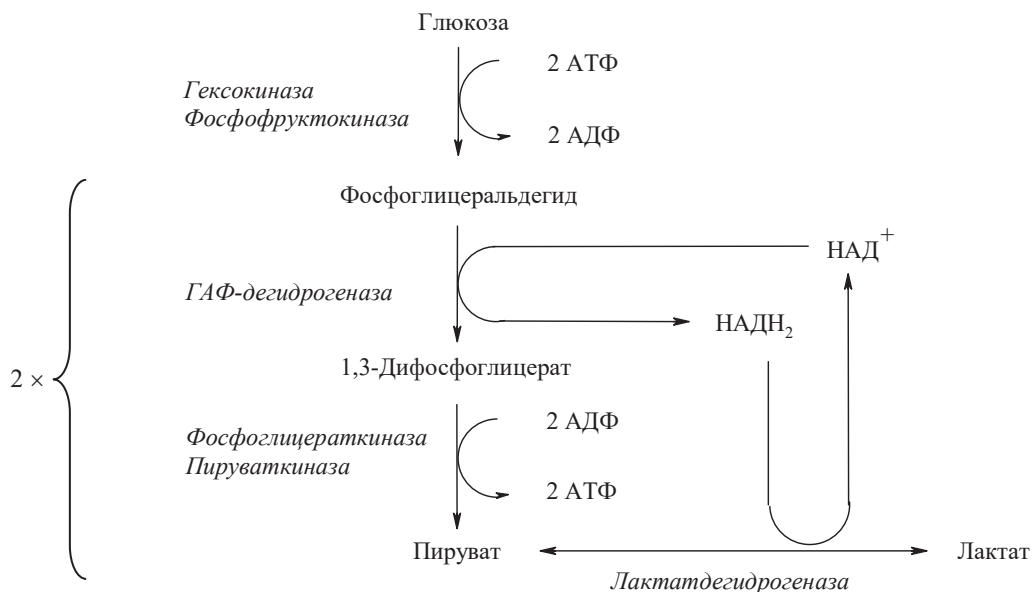 Глюкоза
2 АТФ
Гексокиназа
Фосфофруктокиназа
2 АДФ
Фосфоглицеральдегид
НАД⁺
ГАФ-дегидрогеназа
НАДН₂
1,3-Дифосфоглицерат
2 ×
2 АДФ
Фосфоглицераткиназа
Пируваткиназа
2 АТФ
Пируват
Лактат
Лактатдегидрогеназа